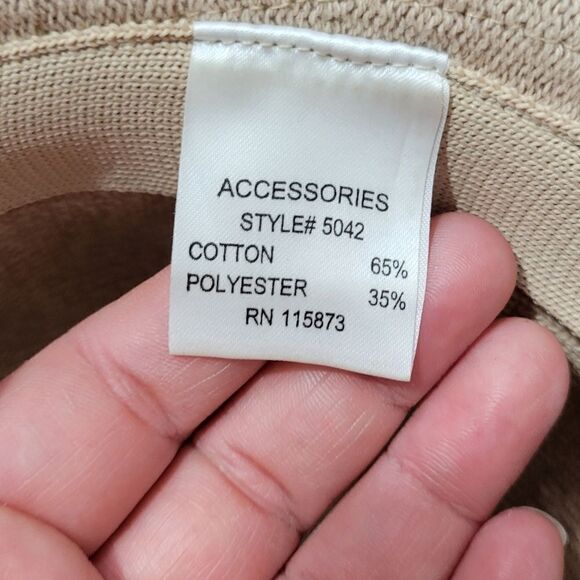 ACCESSORIES
STYLE# 5042
COTTON 65%
POLYESTER 35%
RN 115873